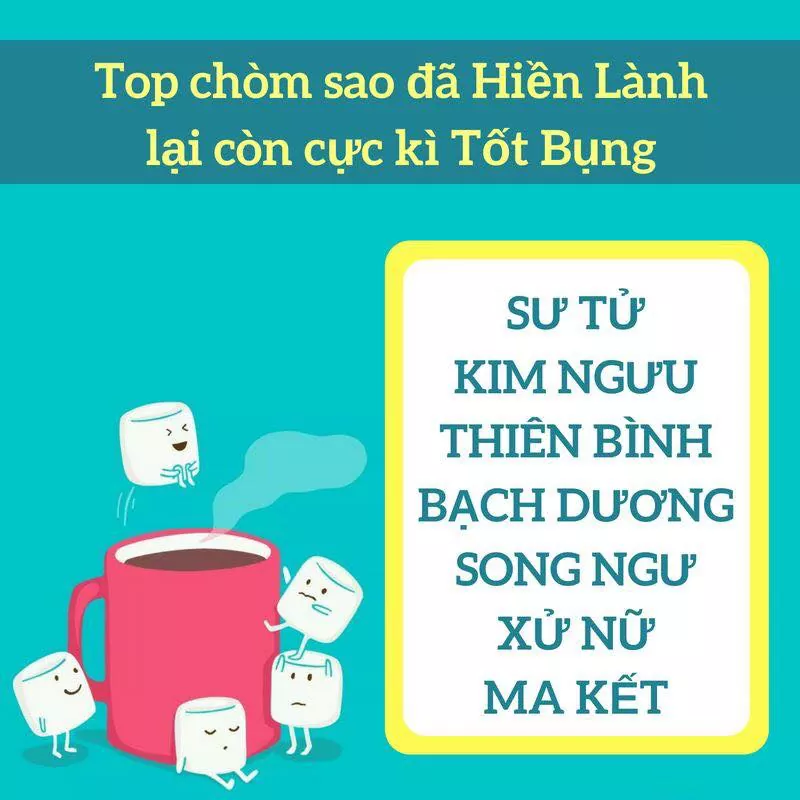 Top chòm sao đã Hiền Lành
lại còn cực kì Tốt Bụng
SƯ TỬ
KIM NGƯU
THIÊN BÌNH
BẠCH DƯƠNG
SONG NGƯ
XỬ NỮ
MA KẾT